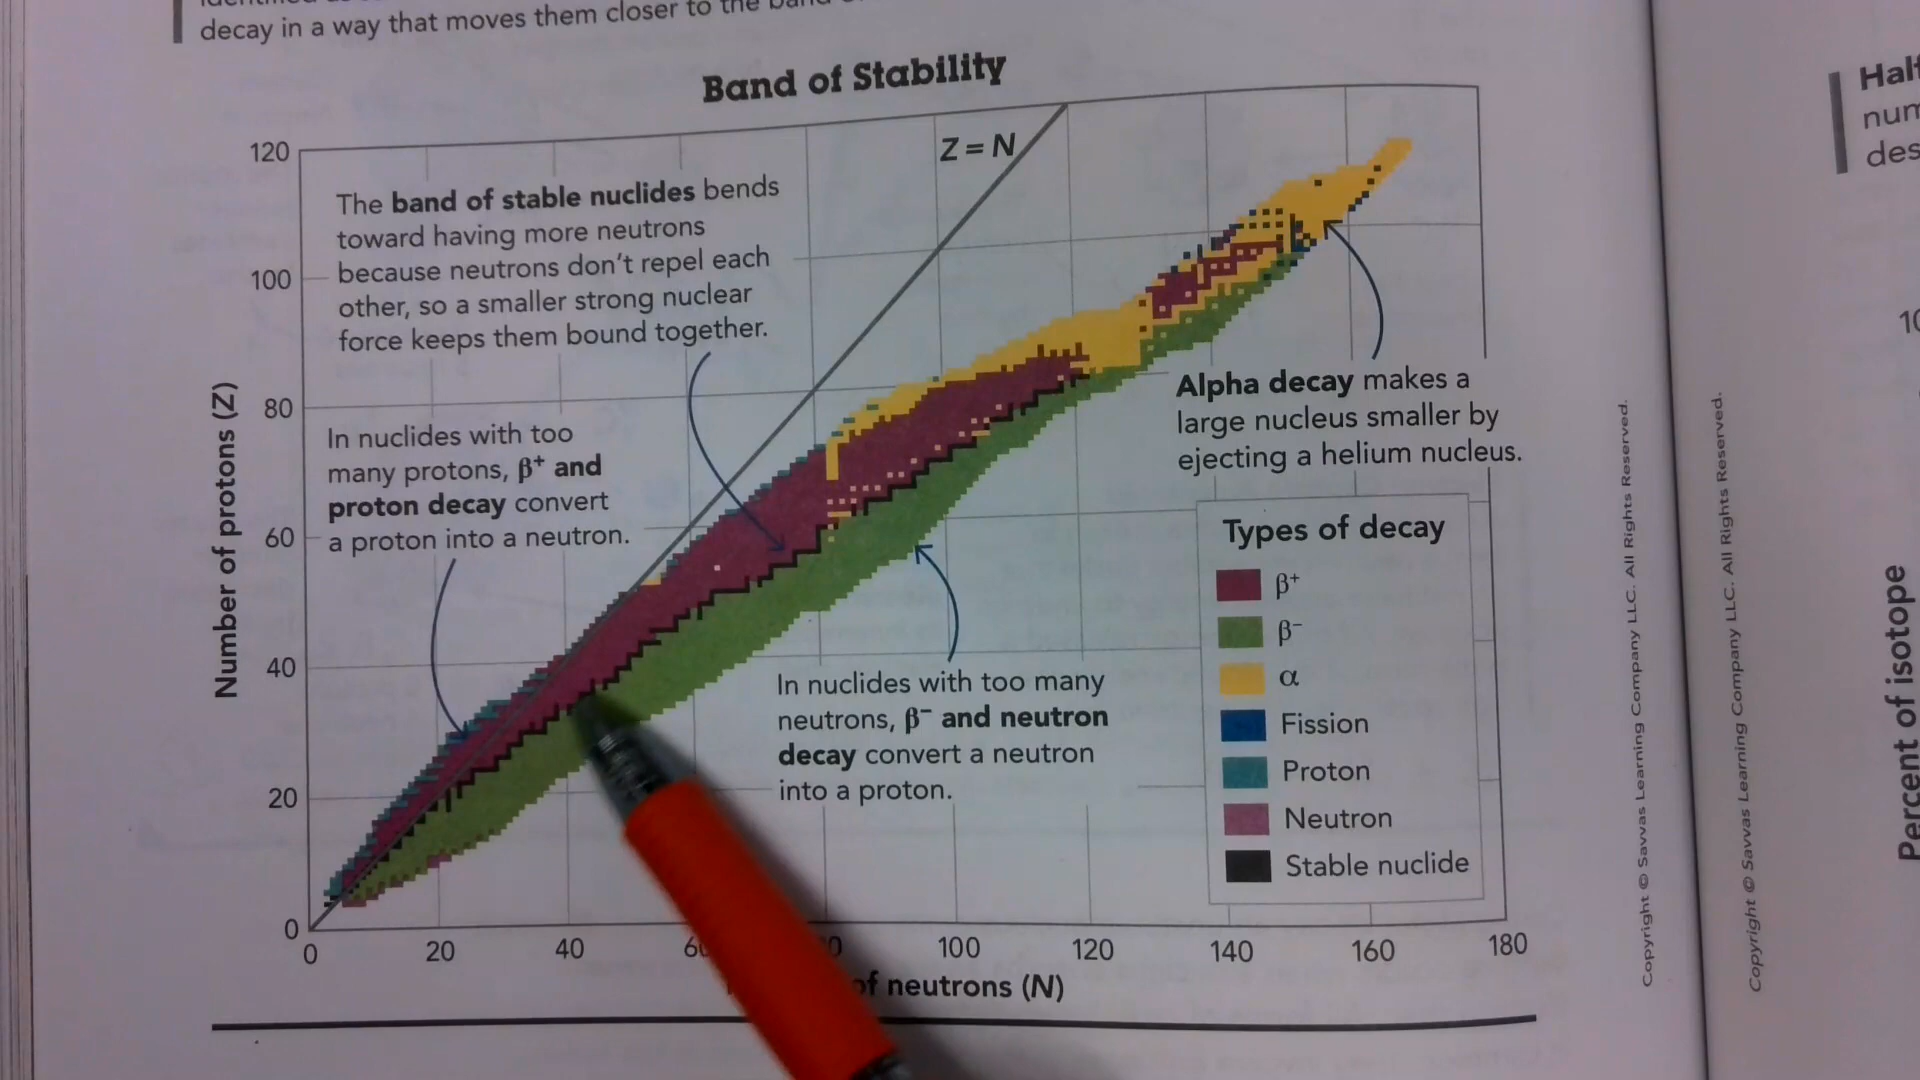 decay in a way that moves them closer to the band
Band of Stability
Z = N
120
100
80
60
40
20
0
Number of protons (Z)
The band of stable nuclides bends
toward having more neutrons
because neutrons don't repel each
other, so a smaller strong nuclear
force keeps them bound together.
In nuclides with too
many protons, β⁺ and
proton decay convert
a proton into a neutron.
Alpha decay makes a
large nucleus smaller by
ejecting a helium nucleus.
In nuclides with too many
neutrons, β⁻ and neutron
decay convert a neutron
into a proton.
Types of decay
β⁺
β⁻
α
Fission
Proton
Neutron
Stable nuclide
0 20 40 100 120 140 160 180
of neutrons (N)
Copyright © Savvas Learning Company LLC. All Rights Reserved.
Copyright © Savvas Learning Company LLC. All Rights Reserved.
Half
num
des
10
Percent of isotope